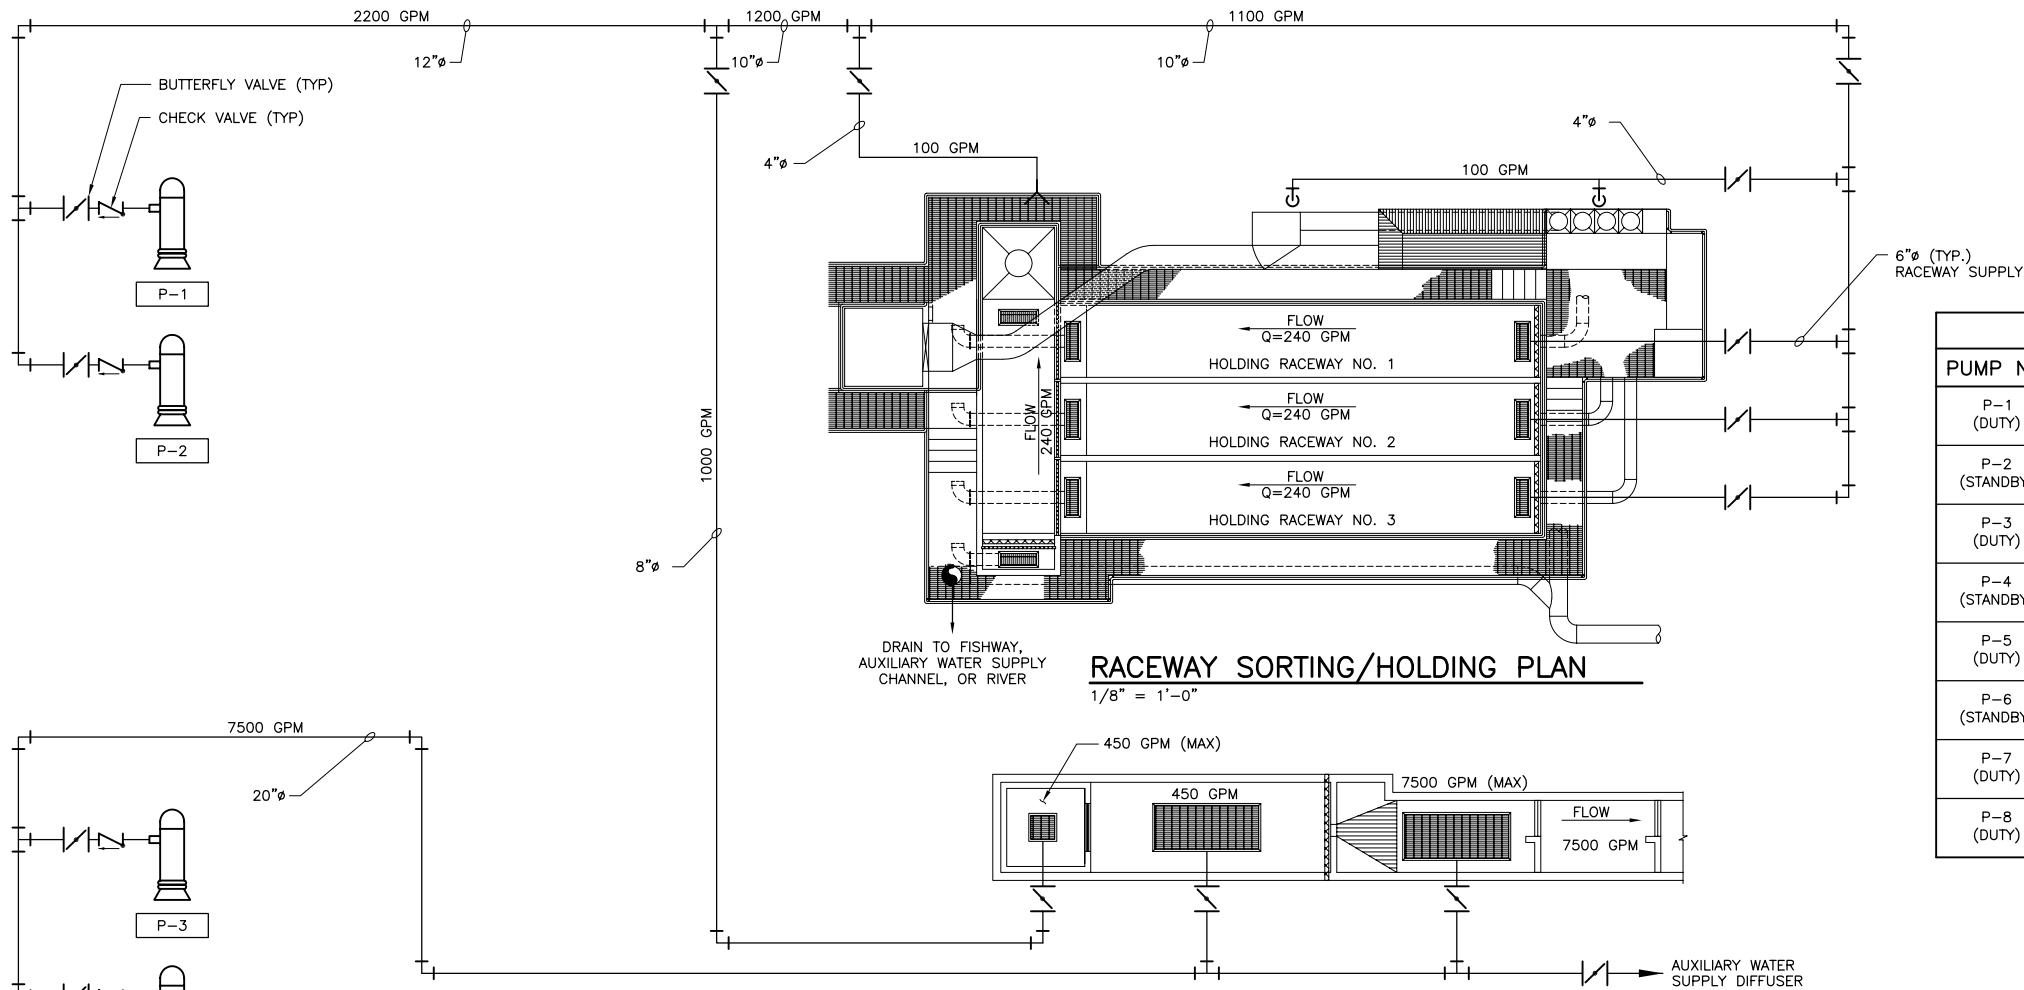 2200 GPM
1200 GPM
1100 GPM
12"ø
10"ø
10"ø
BUTTERFLY VALVE (TYP)
CHECK VALVE (TYP)
4"ø
100 GPM
4"ø
100 GPM
P-1
P-2
6"ø (TYP.)
RACEWAY SUPPLY
FLOW
Q=240 GPM
HOLDING RACEWAY NO. 1
FLOW
Q=240 GPM
HOLDING RACEWAY NO. 2
FLOW
Q=240 GPM
HOLDING RACEWAY NO. 3
FLOW
240 GPM
1000 GPM
8"ø
DRAIN TO FISHWAY,
AUXILIARY WATER SUPPLY
CHANNEL, OR RIVER
RACEWAY SORTING/HOLDING PLAN
1/8" = 1'-0"
PUMP N
P-1
(DUTY)
P-2
(STANDBY
P-3
(DUTY)
P-4
(STANDBY
P-5
(DUTY)
P-6
(STANDBY
P-7
(DUTY)
P-8
(DUTY)
7500 GPM
20"ø
P-3
450 GPM (MAX)
450 GPM
7500 GPM (MAX)
FLOW
7500 GPM
AUXILIARY WATER
SUPPLY DIFFUSER